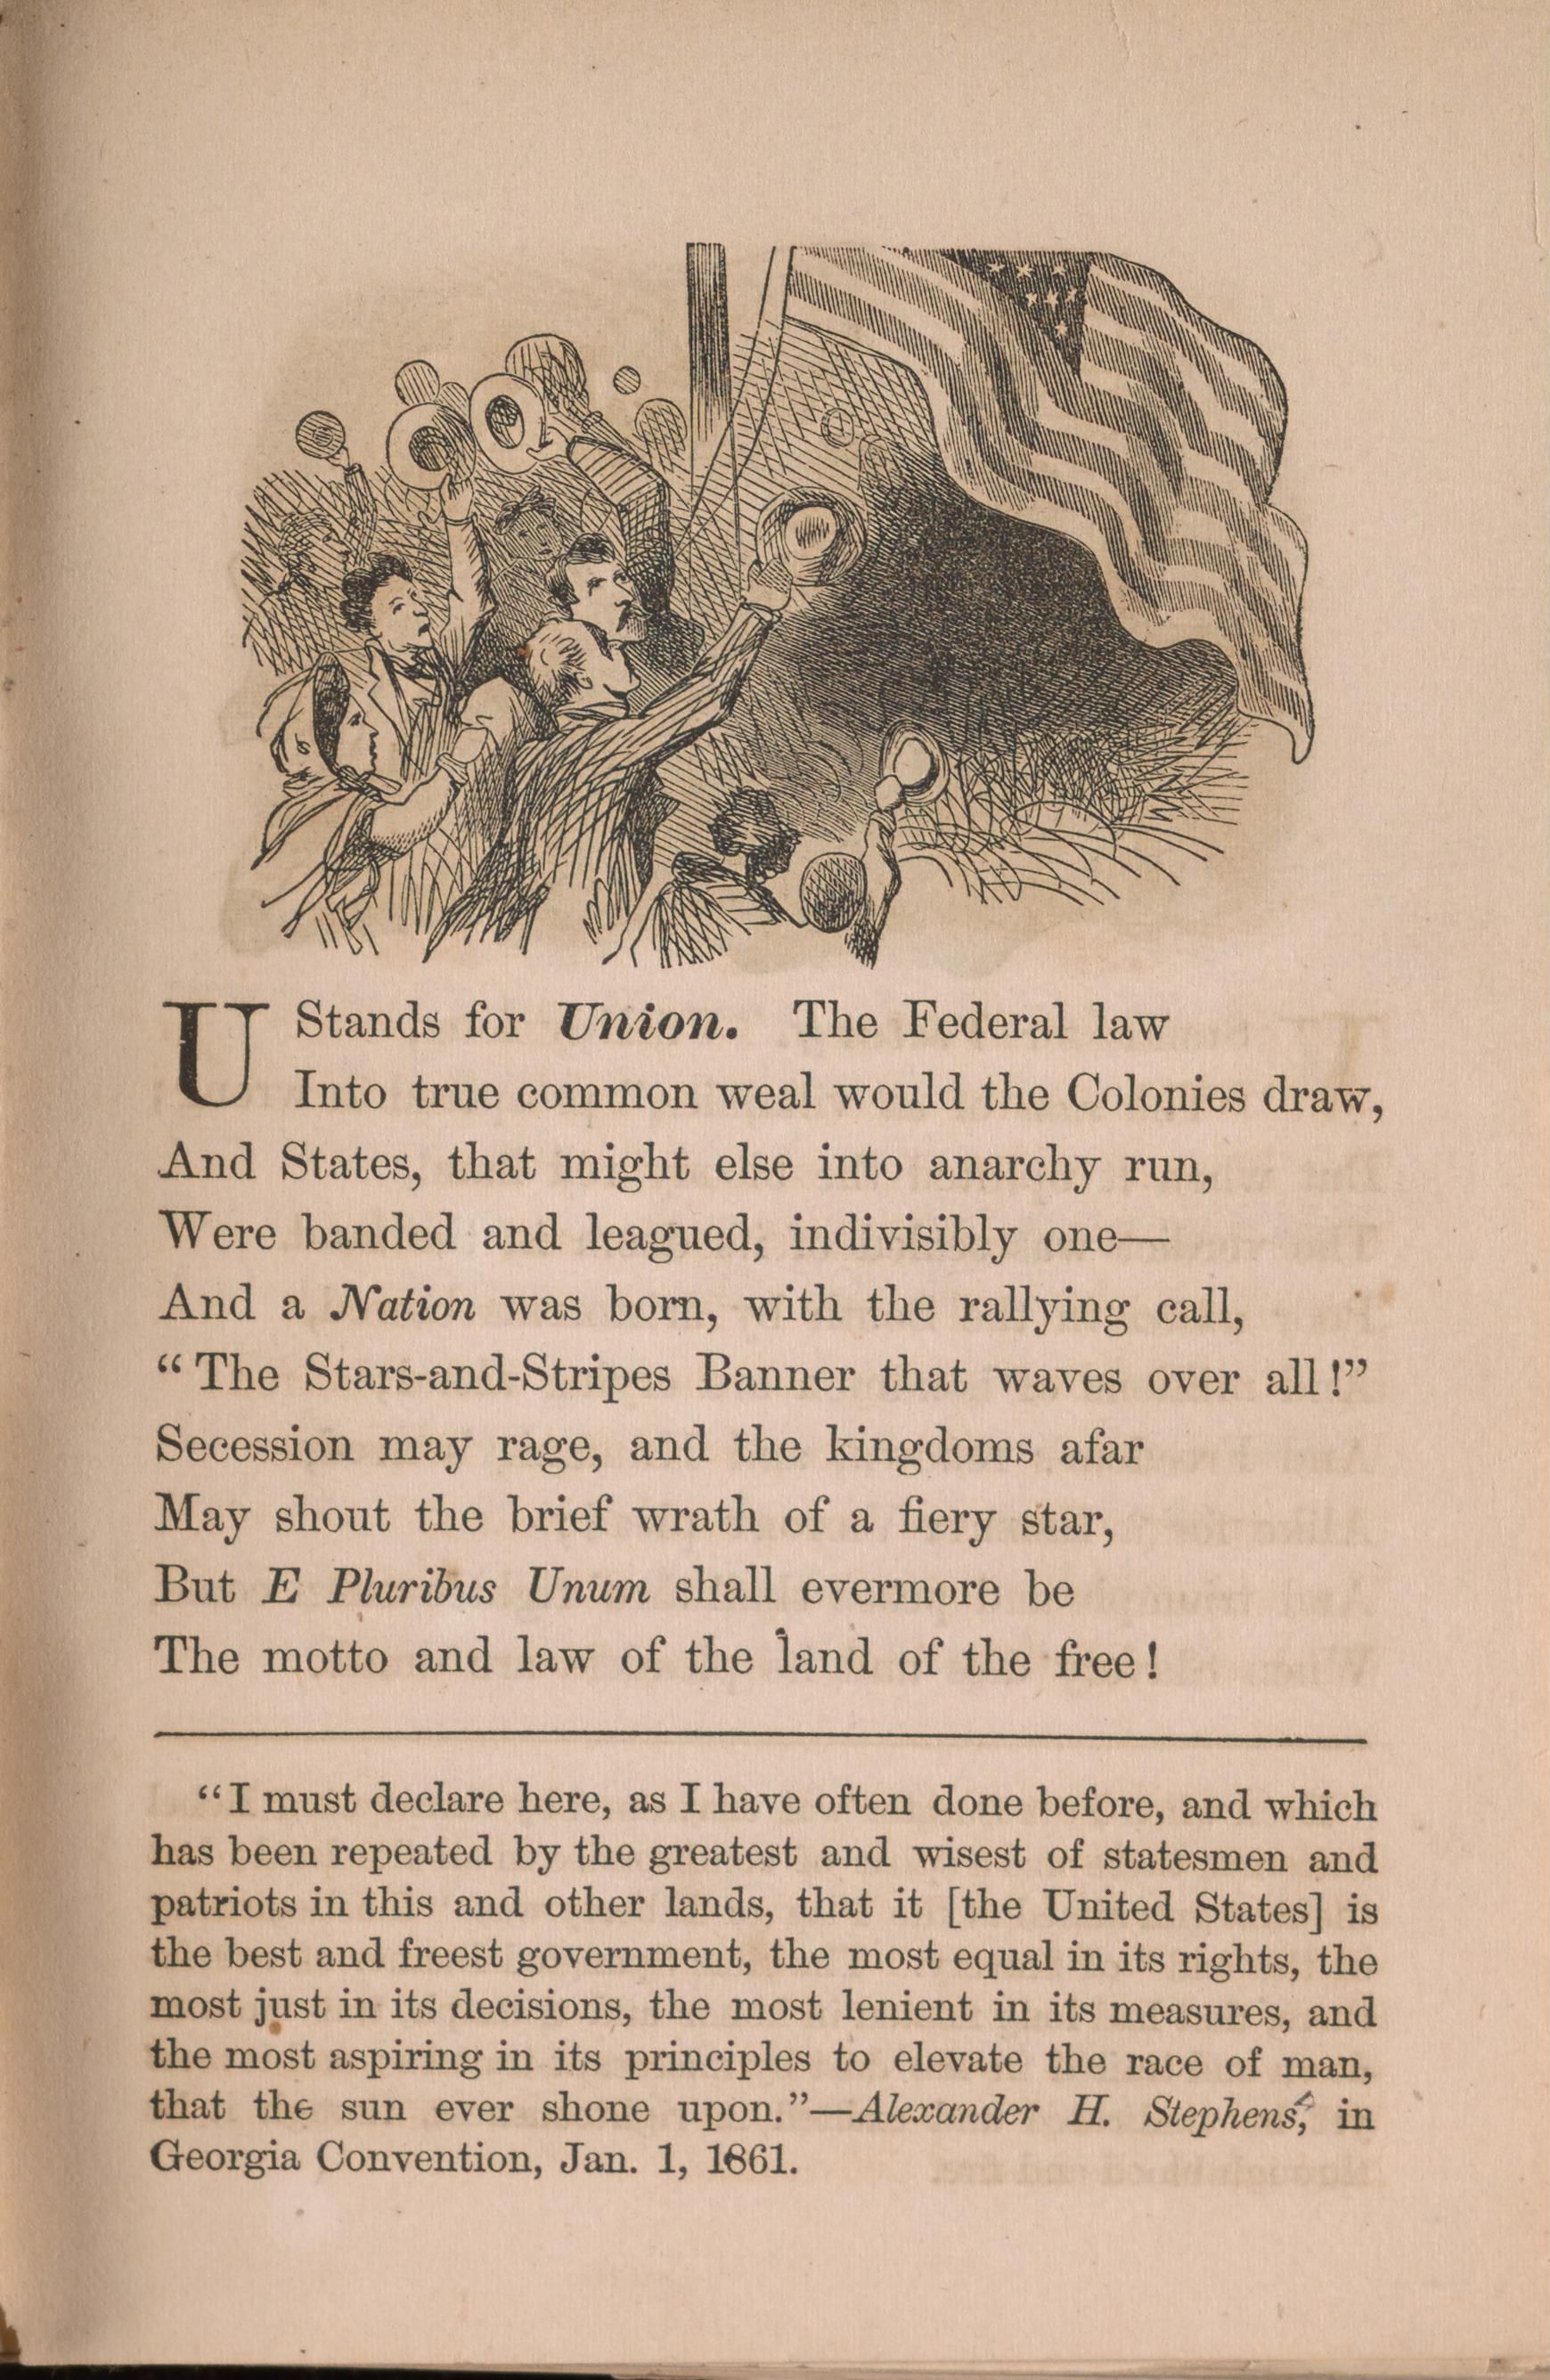 U Stands for Union. The Federal law
Into true common weal would the Colonies draw,
And States, that might else into anarchy run,
Were banded and leagued, indivisibly one—
And a Nation was born, with the rallying call,
“The Stars-and-Stripes Banner that waves over all!”
Secession may rage, and the kingdoms afar
May shout the brief wrath of a fiery star,
But E Pluribus Unum shall evermore be
The motto and law of the land of the free!
“I must declare here, as I have often done before, and which
has been repeated by the greatest and wisest of statesmen and
patriots in this and other lands, that it [the United States] is
the best and freest government, the most equal in its rights, the
most just in its decisions, the most lenient in its measures, and
the most aspiring in its principles to elevate the race of man,
that the sun ever shone upon.”—Alexander H. Stephens, in
Georgia Convention, Jan. 1, 1861.